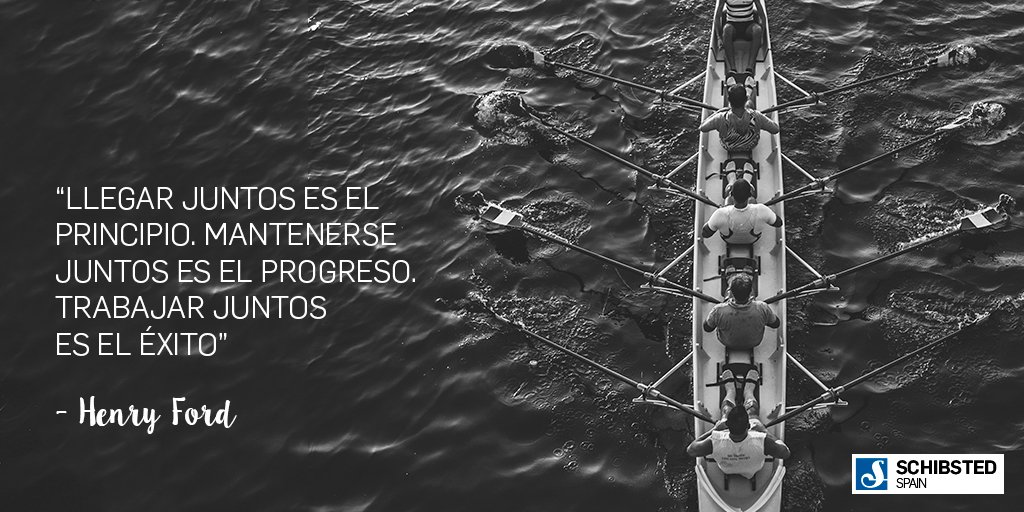 “LLEGAR JUNTOS ES EL
PRINCIPIO. MANTENERSE
JUNTOS ES EL PROGRESO.
TRABAJAR JUNTOS
ES EL ÉXITO”
- Henry Ford
SCHIBSTED
SPAIN